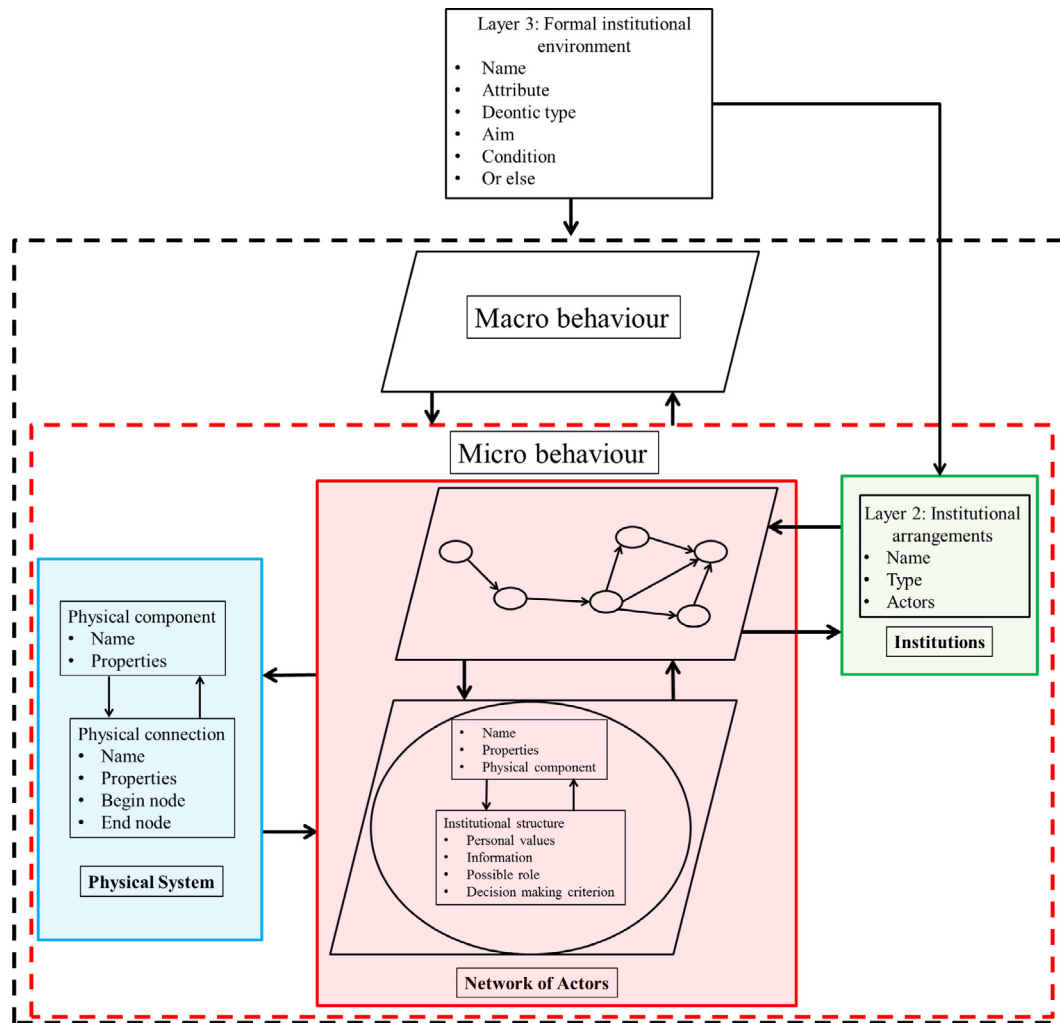 Layer 3: Formal institutional
environment
• Name
• Attribute
• Deontic type
• Aim
• Condition
• Or else
Macro behaviour
Micro behaviour
Layer 2: Institutional
arrangements
• Name
• Type
• Actors
Institutions
Physical component
• Name
• Properties
Physical connection
• Name
• Properties
• Begin node
• End node
Physical System
• Name
• Properties
• Physical component
Institutional structure
• Personal values
• Information
• Possible role
• Decision making criterion
Network of Actors